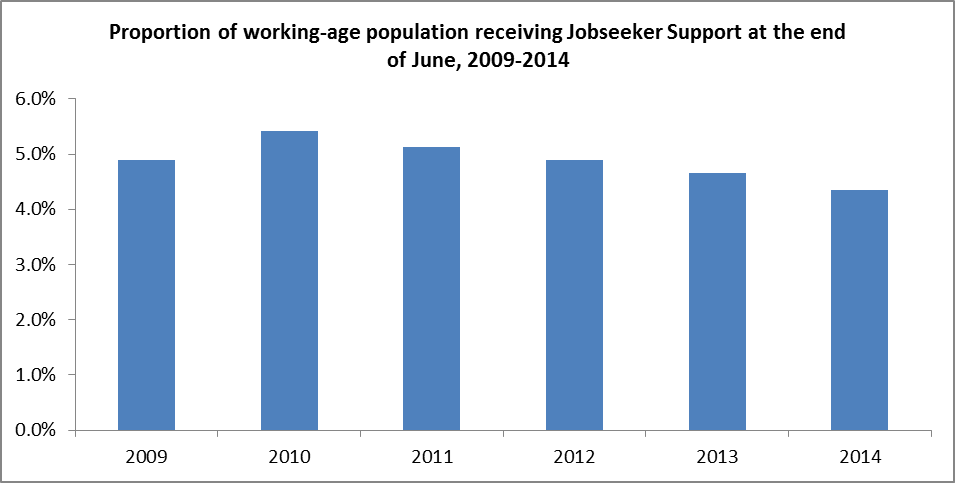 Proportion of working-age population receiving Jobseeker Support at the end
of June, 2009-2014
6.0%
5.0%
4.0%
3.0%
2.0%
1.0%
0.0%
2009 2010 2011 2012 2013 2014